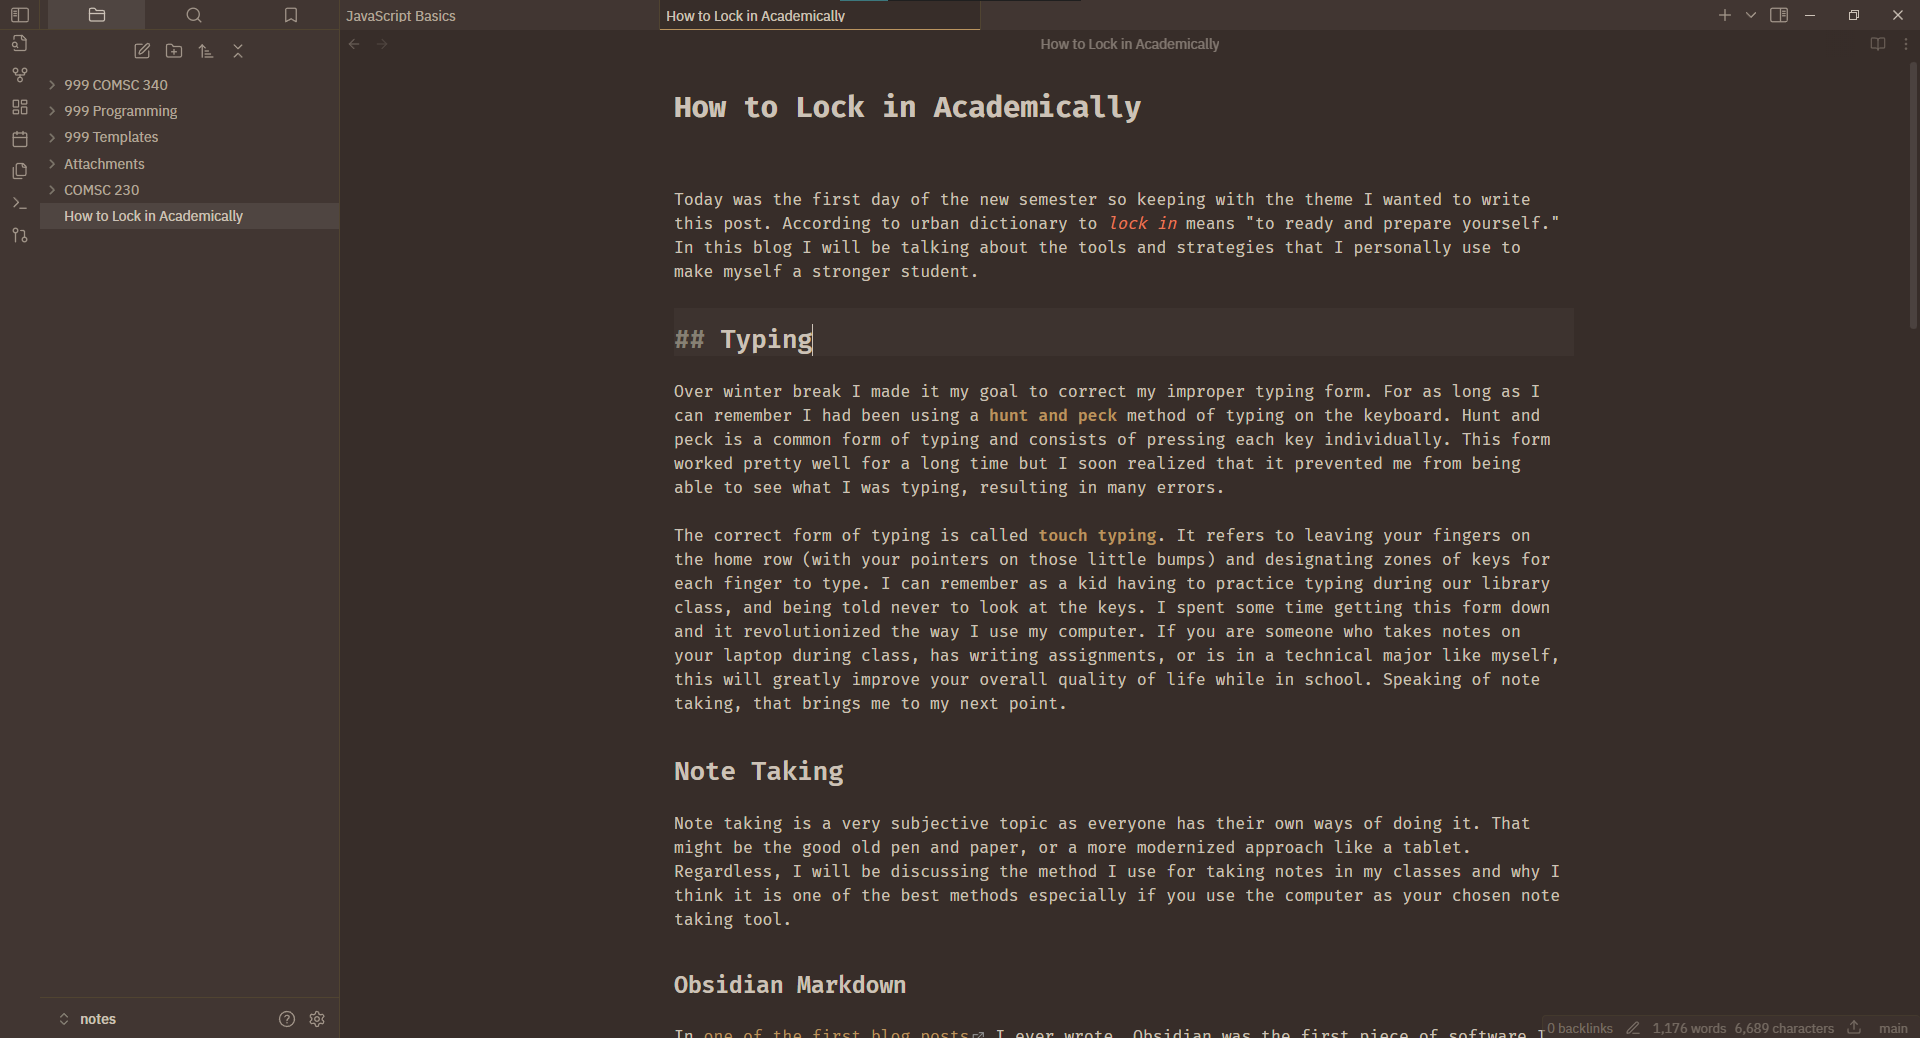 JavaScript Basics
How to Lock in Academically
How to Lock in Academically
999 COMSC 340
999 Programming
999 Templates
Attachments
COMSC 230
How to Lock in Academically
notes
How to Lock in Academically
Today was the first day of the new semester so keeping with the theme I wanted to write
this post. According to urban dictionary to lock in means "to ready and prepare yourself."
In this blog I will be talking about the tools and strategies that I personally use to
make myself a stronger student.
## Typing
Over winter break I made it my goal to correct my improper typing form. For as long as I
can remember I had been using a hunt and peck method of typing on the keyboard. Hunt and
peck is a common form of typing and consists of pressing each key individually. This form
worked pretty well for a long time but I soon realized that it prevented me from being
able to see what I was typing, resulting in many errors.
The correct form of typing is called touch typing. It refers to leaving your fingers on
the home row (with your pointers on those little bumps) and designating zones of keys for
each finger to type. I can remember as a kid having to practice typing during our library
class, and being told never to look at the keys. I spent some time getting this form down
and it revolutionized the way I use my computer. If you are someone who takes notes on
your laptop during class, has writing assignments, or is in a technical major like myself,
this will greatly improve your overall quality of life while in school. Speaking of note
taking, that brings me to my next point.
Note Taking
Note taking is a very subjective topic as everyone has their own ways of doing it. That
might be the good old pen and paper, or a more modernized approach like a tablet.
Regardless, I will be discussing the method I use for taking notes in my classes and why I
think it is one of the best methods especially if you use the computer as your chosen note
taking tool.
Obsidian Markdown
In one of the first blog posts I ever wrote, Obsidian was the first piece of software I
0 backlinks 1,176 words 6,689 characters main